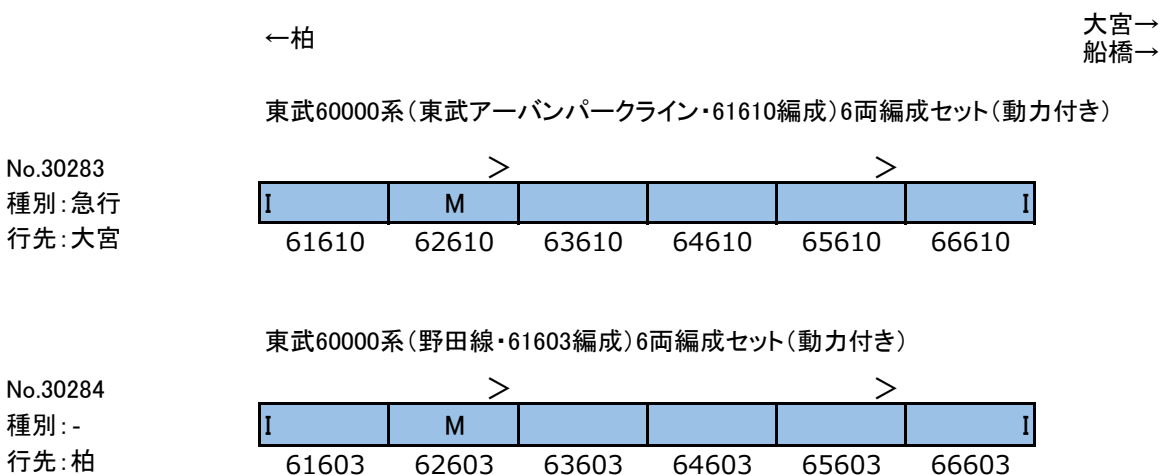 ←柏
大宮→
船橋→
東武60000系（東武アーバンパークライン・61610編成）6両編成セット（動力付き）
No.30283
＞ ＞
種別：急行
I M I
行先：大宮
61610 62610 63610 64610 65610 66610
東武60000系（野田線・61603編成）6両編成セット（動力付き）
No.30284
＞ ＞
種別：-
I M I
行先：柏
61603 62603 63603 64603 65603 66603